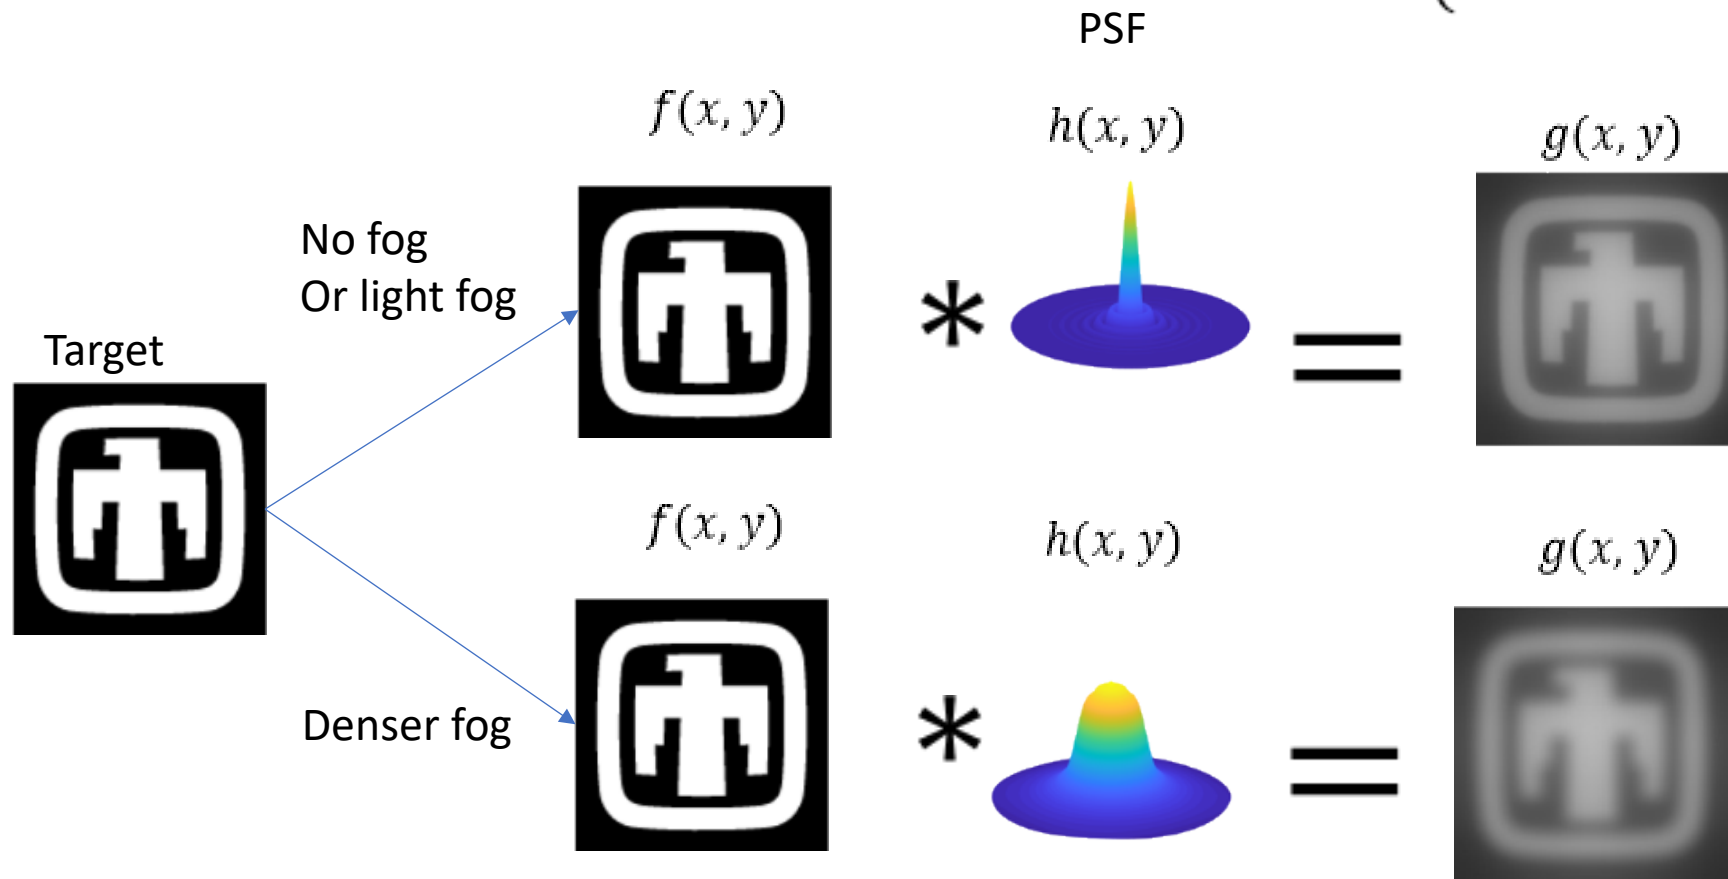 PSF
f(x, y)
h(x, y)
g(x, y)
No fog
Or light fog
*
=
Target
f(x, y)
h(x, y)
g(x, y)
Denser fog
*
=